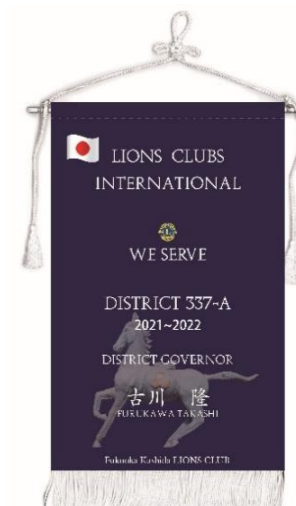 LIONS CLUBS
INTERNATIONAL
WE SERVE
DISTRICT 337-A
2021~2022
DISTRICT GOVERNOR
古川 隆
FURUKAWA TAKASHI
Fukuoka Kushida LIONS CLUB